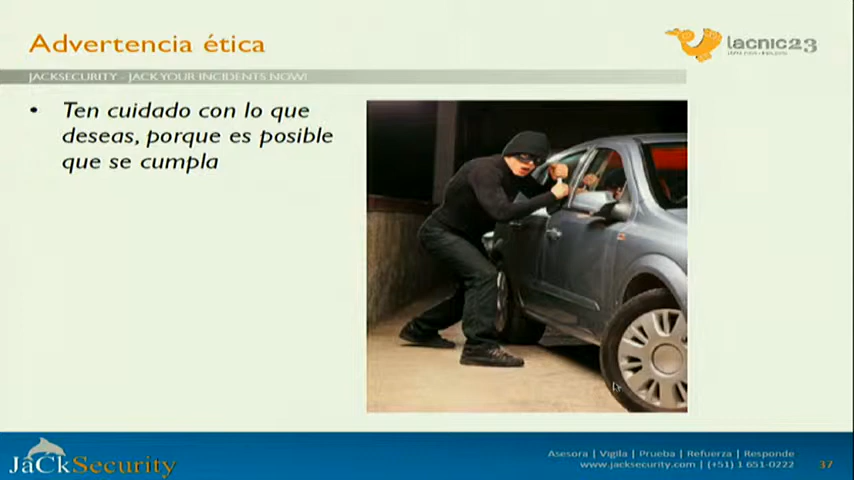 Advertencia ética
lacnic23
JACKSECURITY - JACK YOUR INCIDENTS NOW!
• Ten cuidado con lo que
deseas, porque es posible
que se cumpla
JaCkSecurity
Asesora | Vigila | Prueba | Refuerza | Responde
www.jacksecurity.com | (+51) 1 651-0222
37